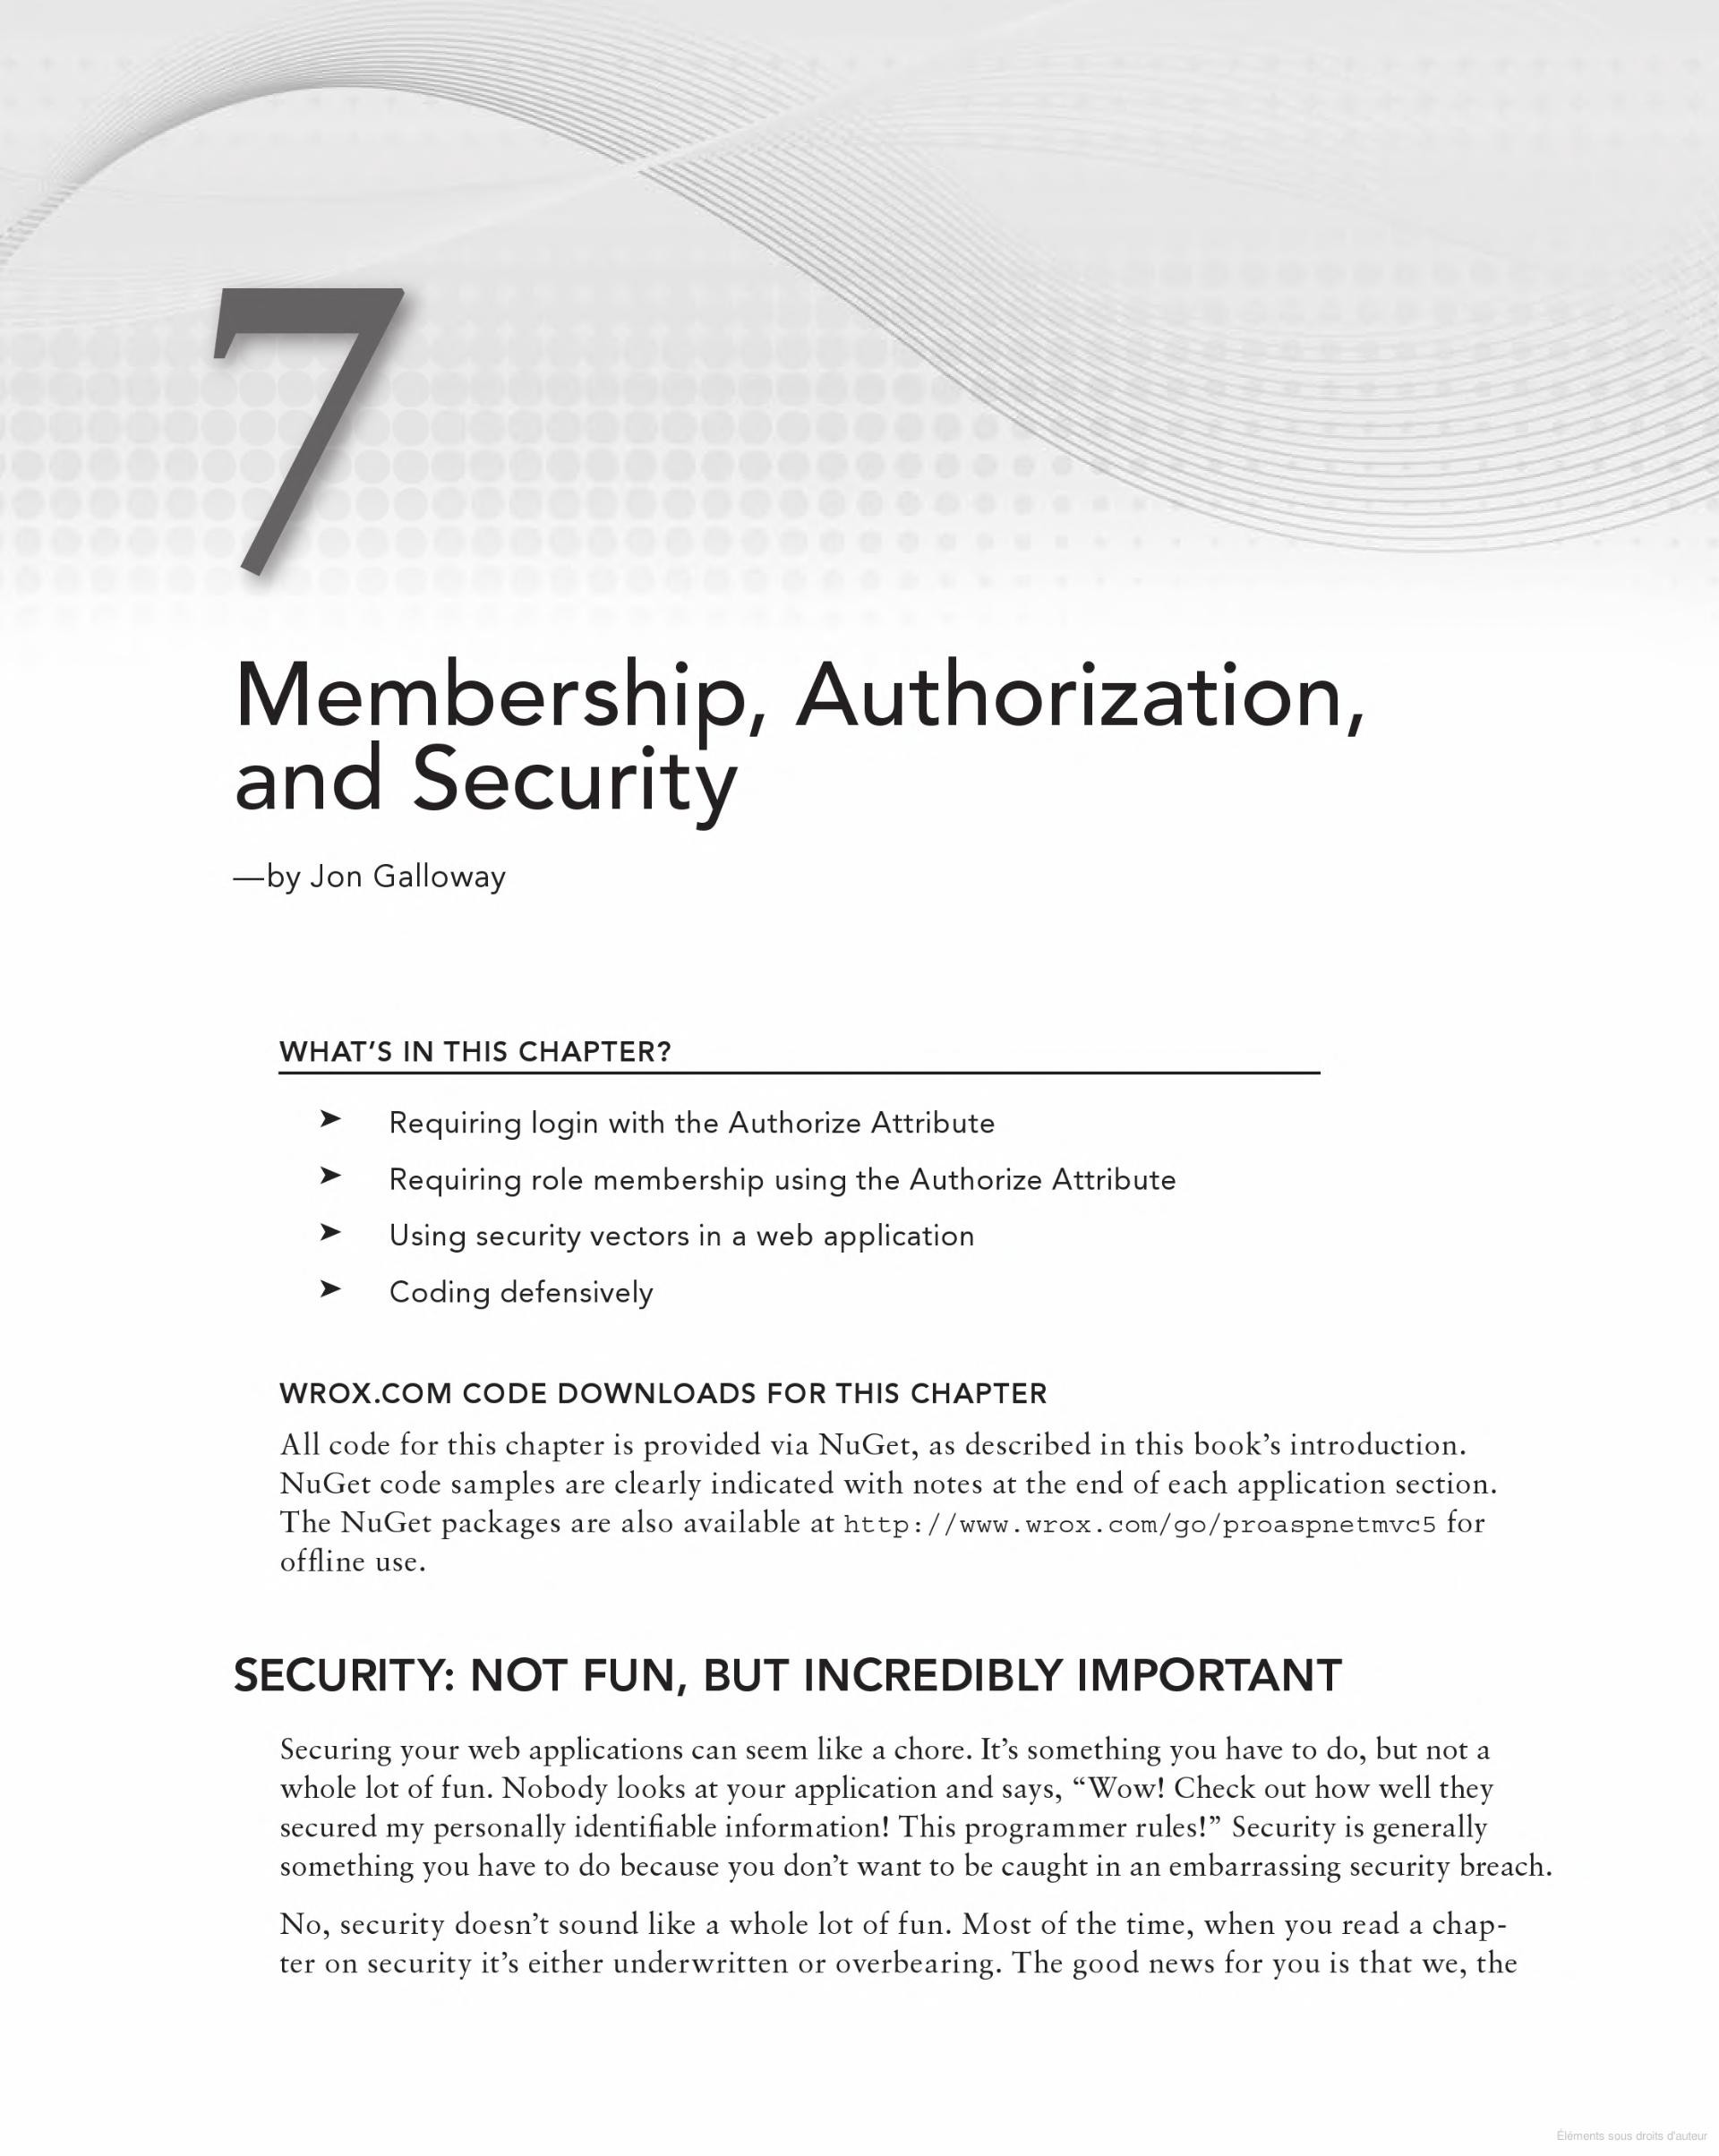 7
Membership, Authorization,
and Security
—by Jon Galloway
WHAT’S IN THIS CHAPTER?
➤ Requiring login with the Authorize Attribute
➤ Requiring role membership using the Authorize Attribute
➤ Using security vectors in a web application
➤ Coding defensively
WROX.COM CODE DOWNLOADS FOR THIS CHAPTER
All code for this chapter is provided via NuGet, as described in this book’s introduction.
NuGet code samples are clearly indicated with notes at the end of each application section.
The NuGet packages are also available at http://www.wrox.com/go/proaspnetmvc5 for
offline use.
SECURITY: NOT FUN, BUT INCREDIBLY IMPORTANT
Securing your web applications can seem like a chore. It’s something you have to do, but not a
whole lot of fun. Nobody looks at your application and says, “Wow! Check out how well they
secured my personally identifiable information! This programmer rules!” Security is generally
something you have to do because you don’t want to be caught in an embarrassing security breach.
No, security doesn’t sound like a whole lot of fun. Most of the time, when you read a chap-
ter on security it’s either underwritten or overbearing. The good news for you is that we, the
Éléments sous droits d'auteur